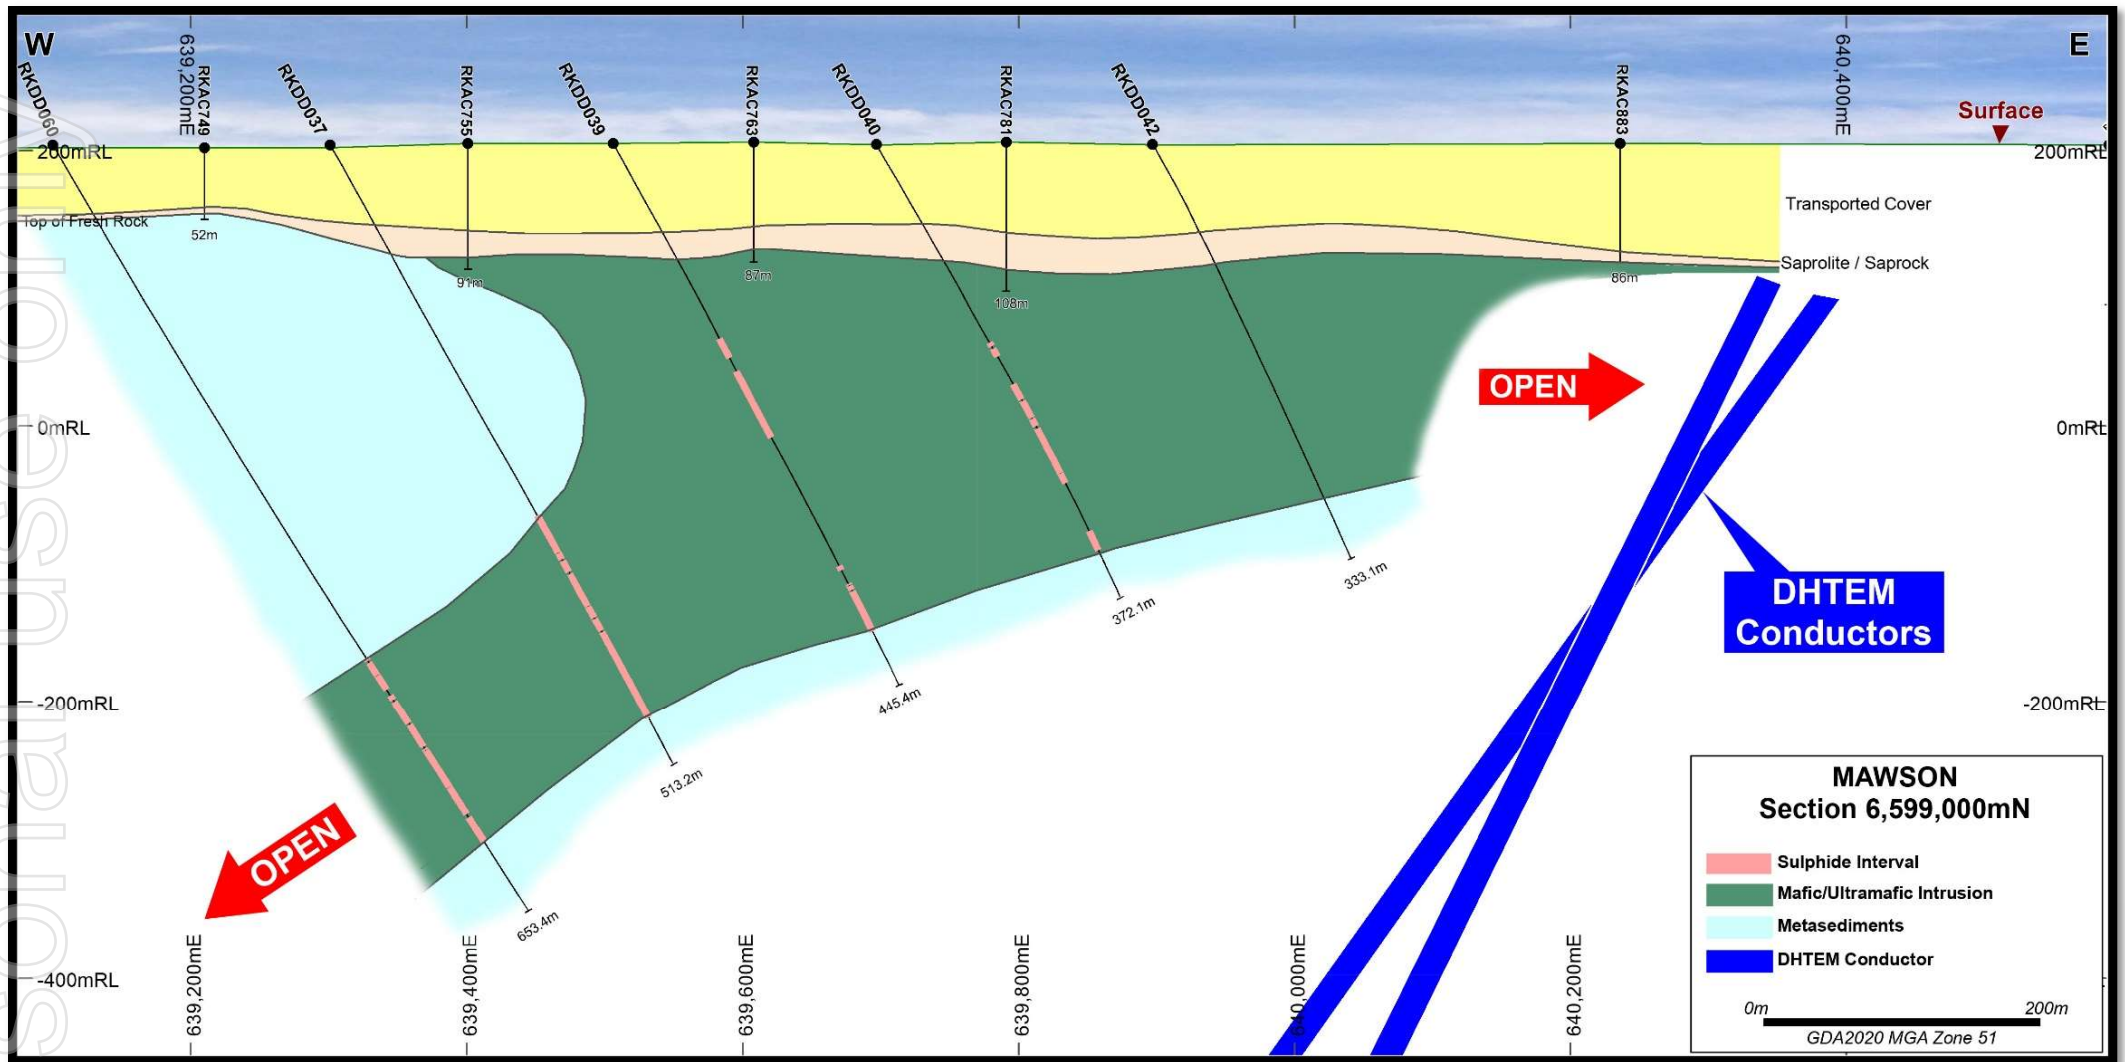 W
E
RKDD060
639,200mE
RKAC749
RKDD037
RKAC755
RKDD039
RKAC763
RKDD040
RKAC781
RKDD042
RKAC883
640,400mE
Surface
200mRL
200mRL
Transported Cover
Top of Fresh Rock
52m
91m
87m
108m
86m
Saprolite / Saprock
OPEN
0mRL
0mRL
DHTEM
Conductors
333.1m
372.1m
445.4m
513.2m
653.4m
-200mRL
-200mRL
OPEN
-400mRL
639,200mE
639,400mE
639,600mE
639,800mE
640,000mE
640,200mE
MAWSON
Section 6,599,000mN
Sulphide Interval
Mafic/Ultramafic Intrusion
Metasediments
DHTEM Conductor
0m 200m
GDA2020 MGA Zone 51